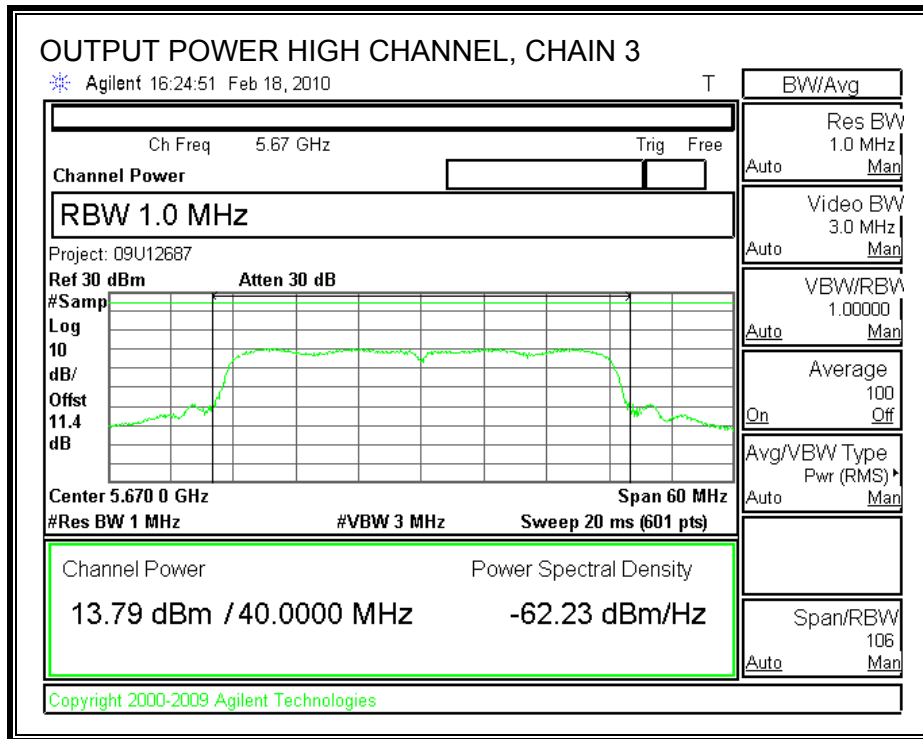 OUTPUT POWER HIGH CHANNEL, CHAIN 3
Agilent 16:24:51 Feb 18, 2010 T
Ch Freq 5.67 GHz Trig Free
Channel Power
RBW 1.0 MHz
Project: 09U12687
Ref 30 dBm Atten 30 dB
#Samp
Log
10
dB/
Offst
11.4
dB
Center 5.670 0 GHz Span 60 MHz
#Res BW 1 MHz #VBW 3 MHz Sweep 20 ms (601 pts)
Channel Power Power Spectral Density
13.79 dBm / 40.0000 MHz -62.23 dBm/Hz
Copyright 2000-2009 Agilent Technologies
BW/Avg
Res BW
1.0 MHz
Auto Man
Video BW
3.0 MHz
Auto Man
VBW/RBW
1.00000
Auto Man
Average
100
On Off
Avg/VBW Type
Pwr (RMS)
Auto Man
Span/RBW
106
Auto Man